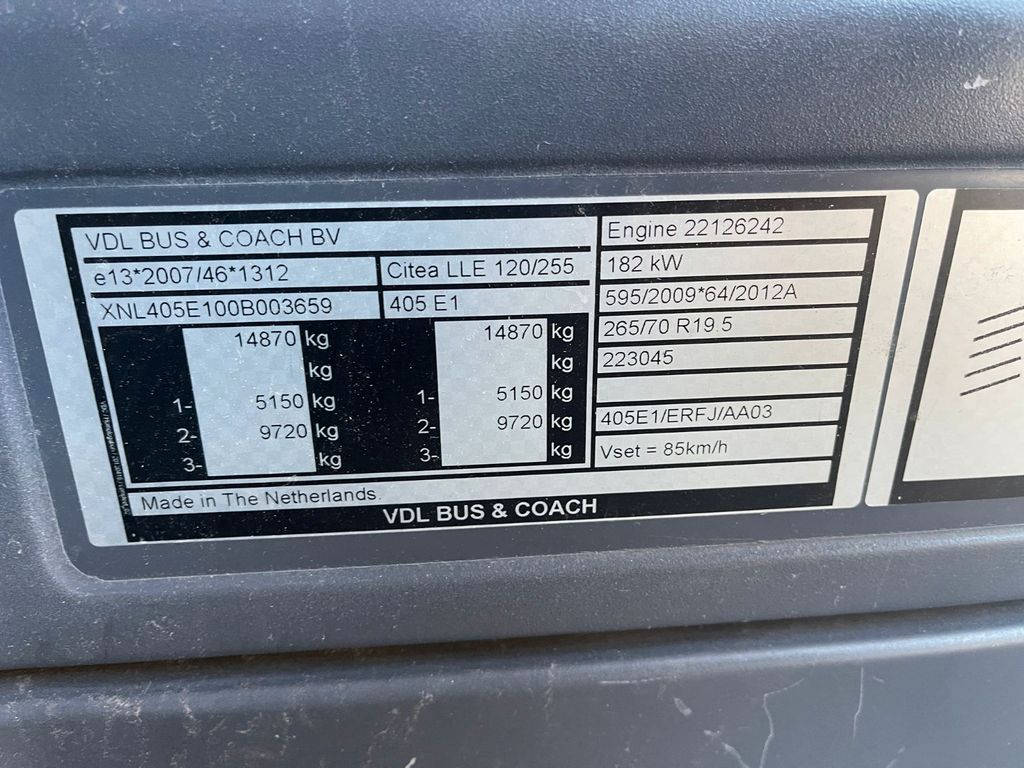 VDL BUS & COACH BV
e13*2007/46*1312 Citea LLE 120/255
XNL405E100B003659 405 E1
14870 kg 14870 kg
kg kg
1- 5150 kg 1- 5150 kg
2- 9720 kg 2- 9720 kg
3- kg 3- kg
Made in The Netherlands.
VDL BUS & COACH
Engine 22126242
182 kW
595/2009*64/2012A
265/70 R19.5
223045
405E1/ERFJ/AA03
Vset = 85km/h